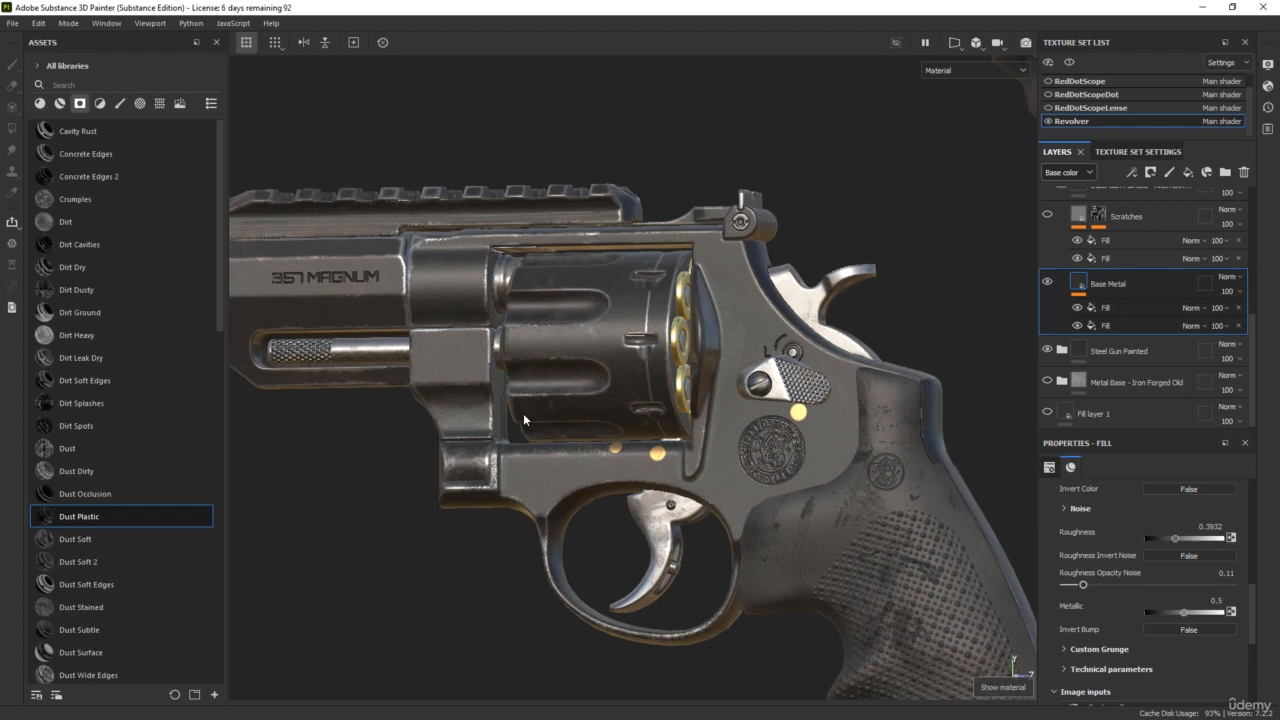 Adobe Substance 3D Painter (Substance Edition) - License: 6 days remaining 92
File Edit Mode Window Viewport Python JavaScript Help
ASSETS
All libraries
Search
Cavity Rust
Concrete Edges
Concrete Edges 2
Crumples
Dirt
Dirt Cavities
Dirt Dry
Dirt Dusty
Dirt Ground
Dirt Heavy
Dirt Leak Dry
Dirt Soft Edges
Dirt Splashes
Dirt Spots
Dust
Dust Dirty
Dust Occlusion
Dust Plastic
Dust Soft
Dust Soft 2
Dust Soft Edges
Dust Stained
Dust Subtle
Dust Surface
Dust Wide Edges
Material
357 MAGNUM
L
Y
Z
Show material
TEXTURE SET LIST
Settings
RedDotScope Main shader
RedDotScopeDot Main shader
RedDotScopeLense Main shader
Revolver Main shader
LAYERS TEXTURE SET SETTINGS
Base color
100
Scratches Norm
100
Fill Norm 100
Fill Norm 100
Base Metal Norm
100
Fill Norm 100
Fill Norm 100
Steel Gun Painted Norm
100
Metal Base - Iron Forged Old Norm
100
Fill layer 1 Norm
100
PROPERTIES - FILL
Invert Color False
Noise
Roughness 0.3932
Roughness Invert Noise False
Roughness Opacity Noise 0.11
Metallic 0.5
Invert Bump False
Custom Grunge
Technical parameters
Image inputs
udemy
Cache Disk Usage: 93% | Version: 7.2.2